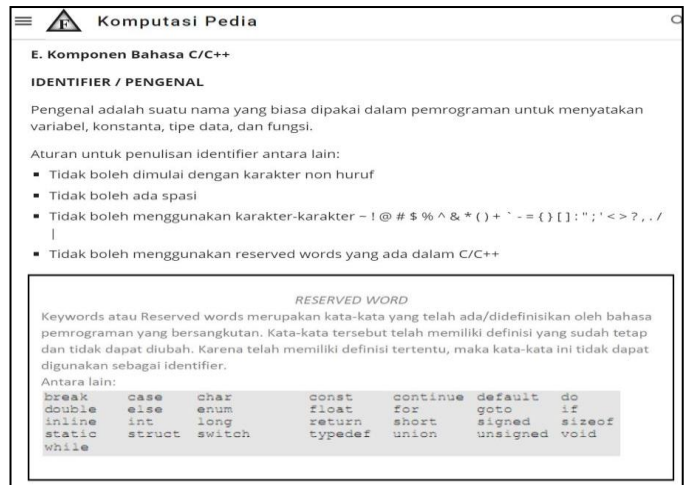 F Komputasi Pedia
E. Komponen Bahasa C/C++
IDENTIFIER / PENGENAL
Pengenal adalah suatu nama yang biasa dipakai dalam pemrograman untuk menyatakan
variabel, konstanta, tipe data, dan fungsi.
Aturan untuk penulisan identifier antara lain:
▪ Tidak boleh dimulai dengan karakter non huruf
▪ Tidak boleh ada spasi
▪ Tidak boleh menggunakan karakter-karakter ~ ! @ # $ % ^ & * ( ) + ` - = { } [ ] : " ; ' < > ? , . /
|
▪ Tidak boleh menggunakan reserved words yang ada dalam C/C++
RESERVED WORD
Keywords atau Reserved words merupakan kata-kata yang telah ada/didefinisikan oleh bahasa
pemrograman yang bersangkutan. Kata-kata tersebut telah memiliki definisi yang sudah tetap
dan tidak dapat diubah. Karena telah memiliki definisi tertentu, maka kata-kata ini tidak dapat
digunakan sebagai identifier.
Antara lain:
break case char const continue default do
double else enum float for goto if
inline int long return short signed sizeof
static struct switch typedef union unsigned void
while